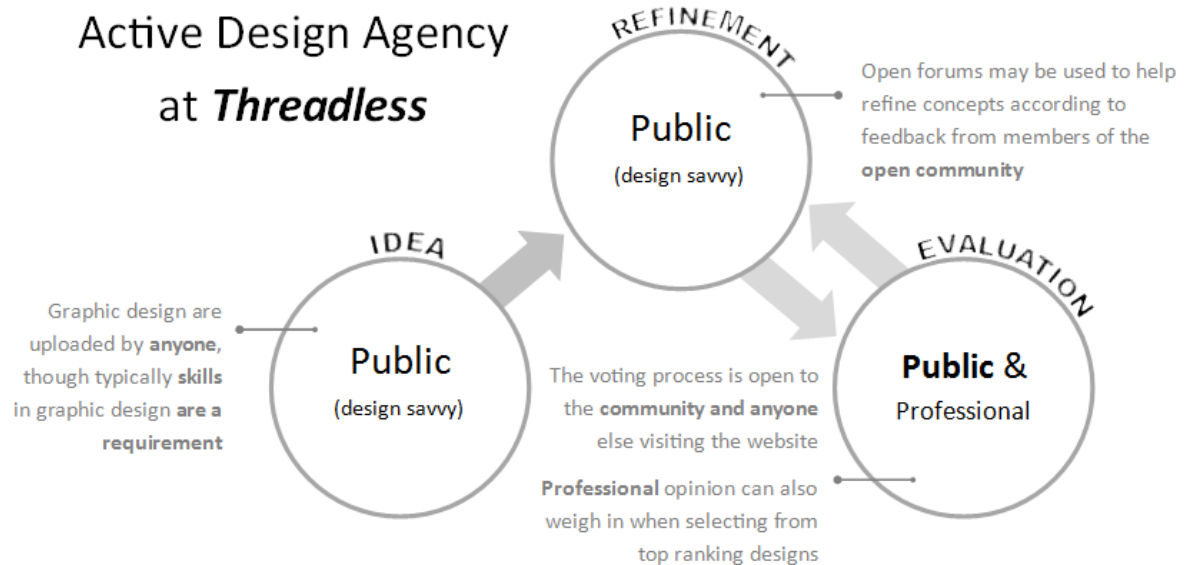 Active Design Agency
at Threadless
REFINEMENT
Public
(design savvy)
Open forums may be used to help
refine concepts according to
feedback from members of the
open community
IDEA
Public
(design savvy)
Graphic design are
uploaded by anyone,
though typically skills
in graphic design are a
requirement
EVALUATION
Public &
Professional
The voting process is open to
the community and anyone
else visiting the website
Professional opinion can also
weigh in when selecting from
top ranking designs